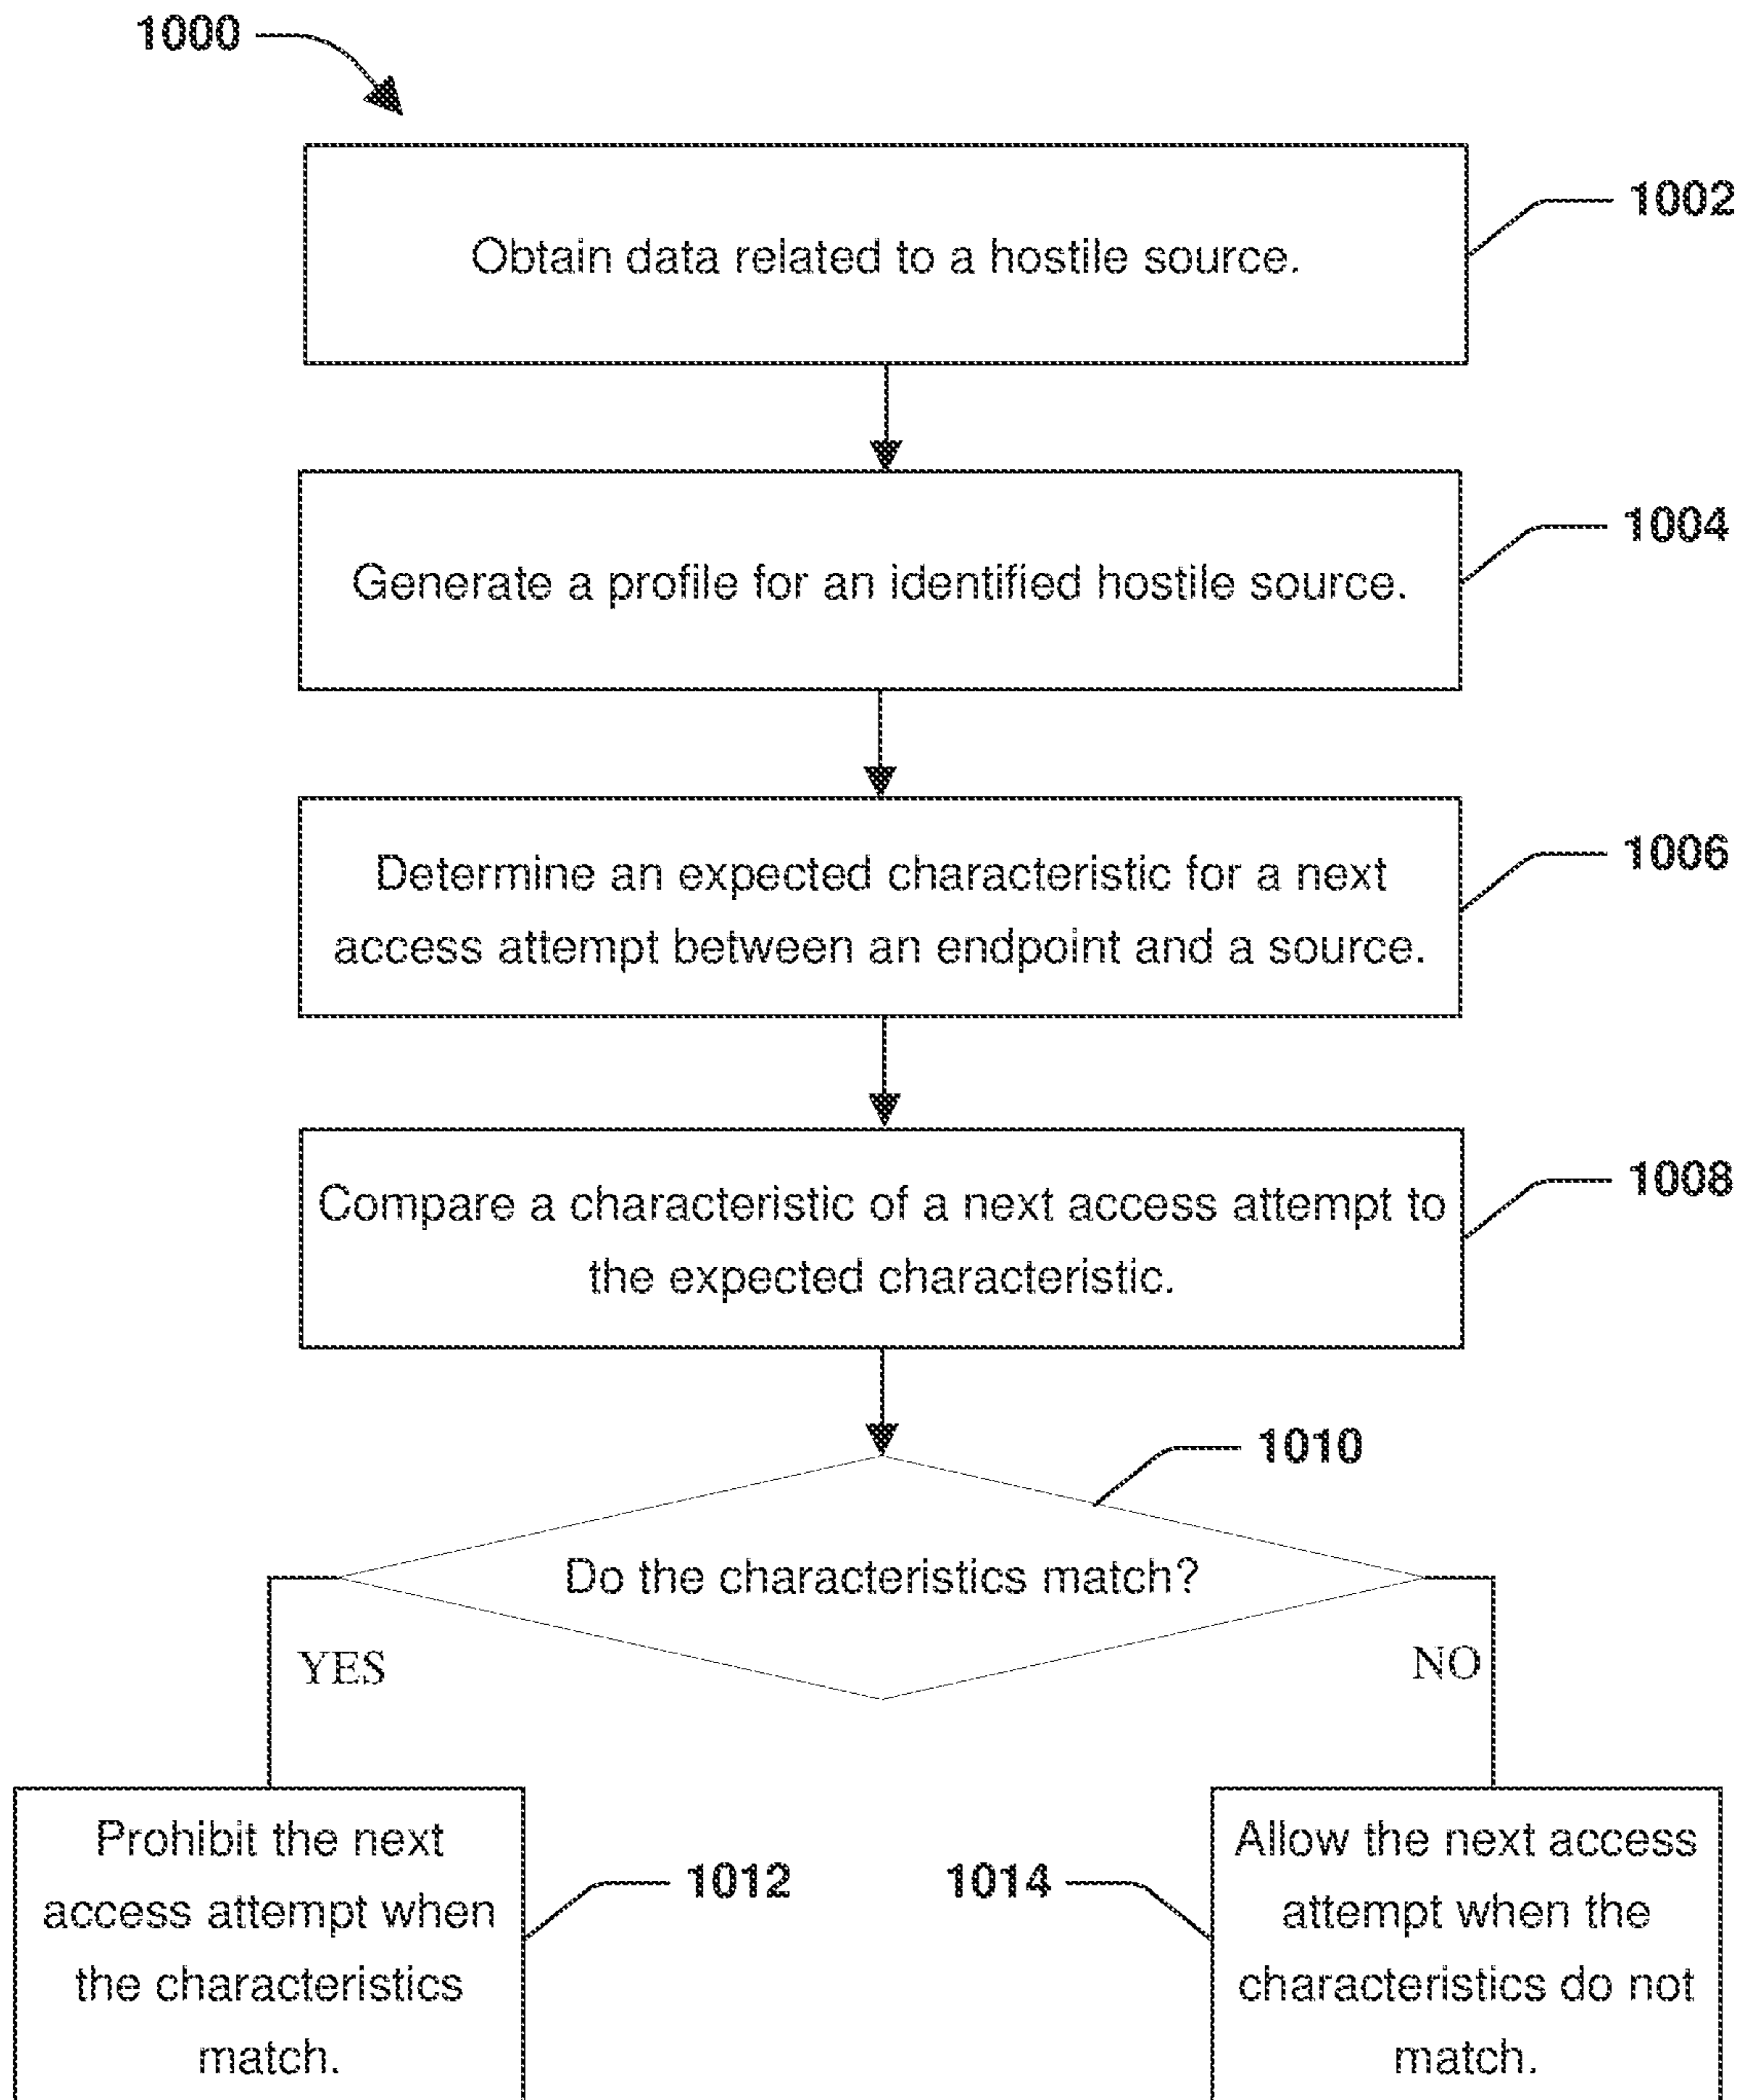 1000
1002
Obtain data related to a hostile source.
1004
Generate a profile for an identified hostile source.
1006
Determine an expected characteristic for a next
access attempt between an endpoint and a source.
1008
Compare a characteristic of a next access attempt to
the expected characteristic.
1010
Do the characteristics match?
YES
NO
Prohibit the next
access attempt when
the characteristics
match.
1012
1014
Allow the next access
attempt when the
characteristics do not
match.